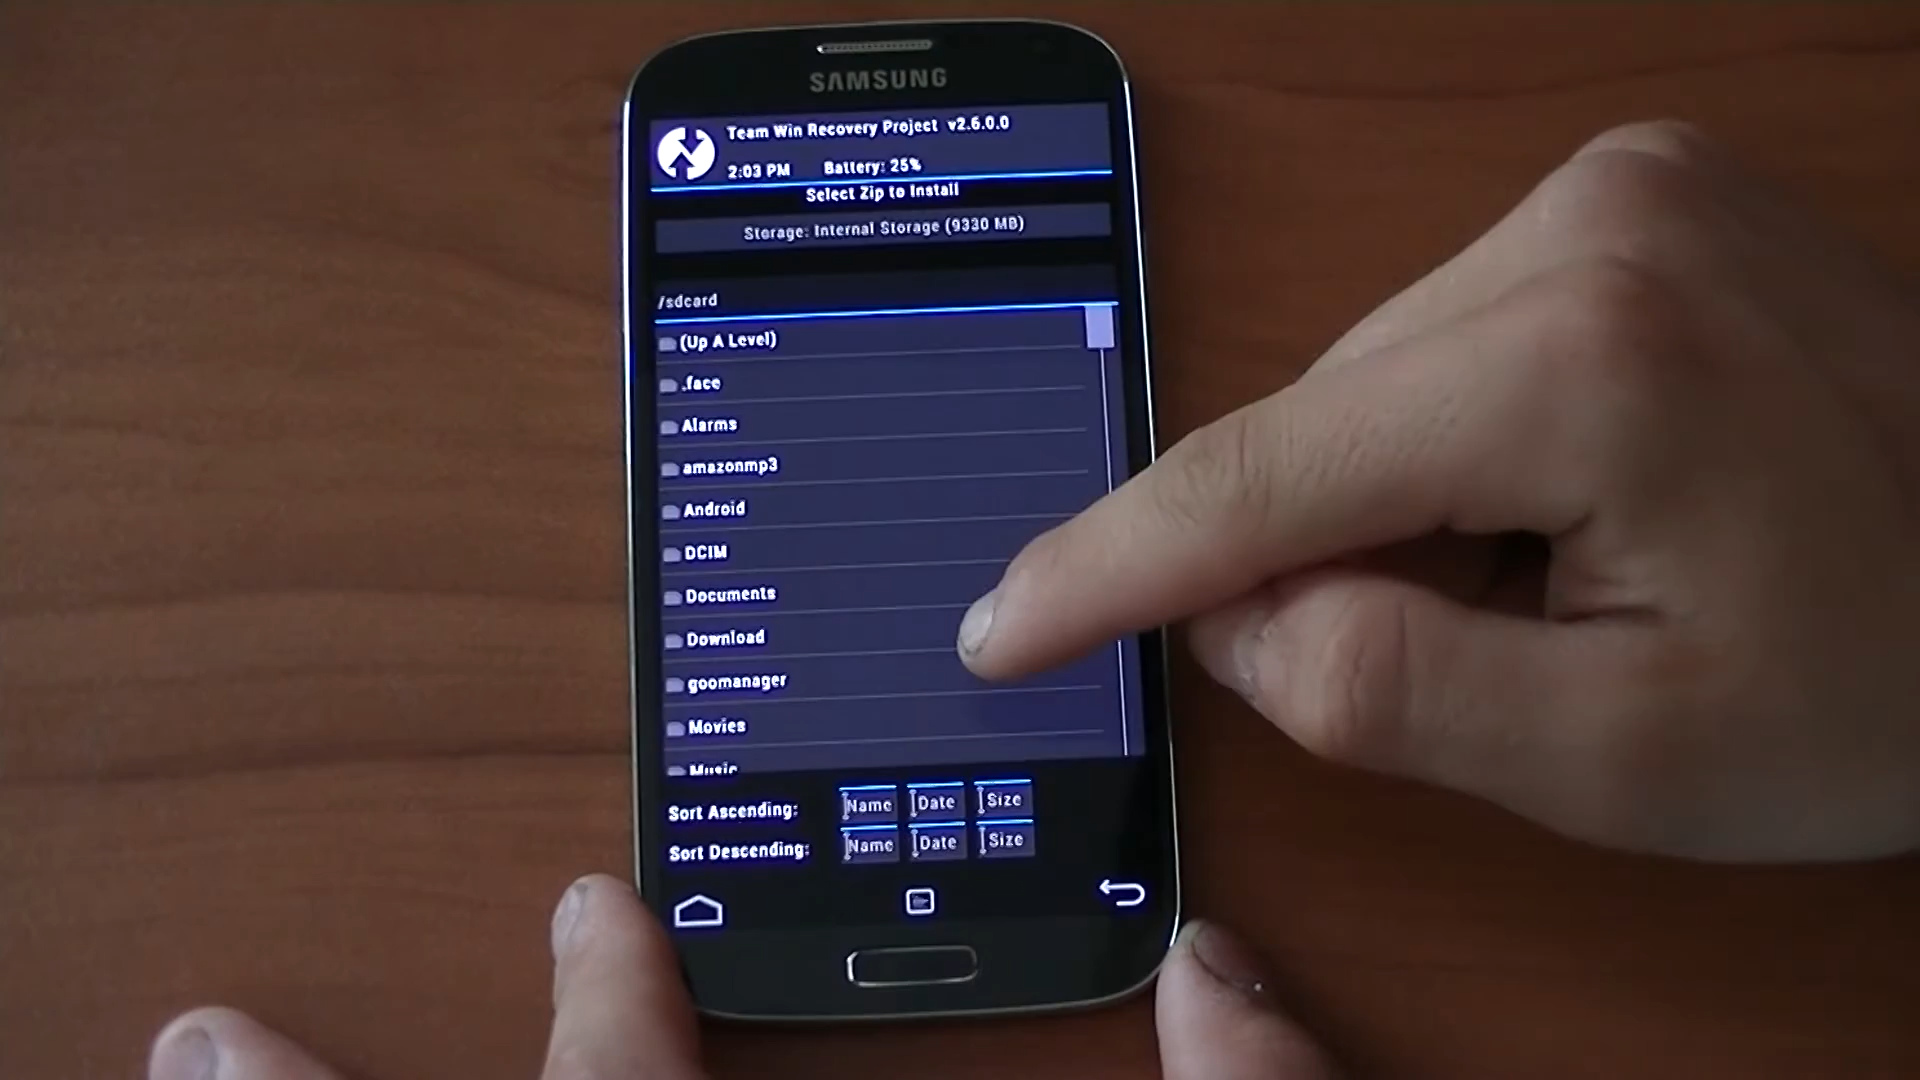 SAMSUNG
Team Win Recovery Project v2.6.0.0
2:03 PM Battery: 25%
Select Zip to Install
Storage: Internal Storage (9330 MB)
/sdcard
(Up A Level)
.face
Alarms
amazonmp3
Android
DCIM
Documents
Download
goomanager
Movies
Music
Sort Ascending: Name Date Size
Sort Descending: Name Date Size